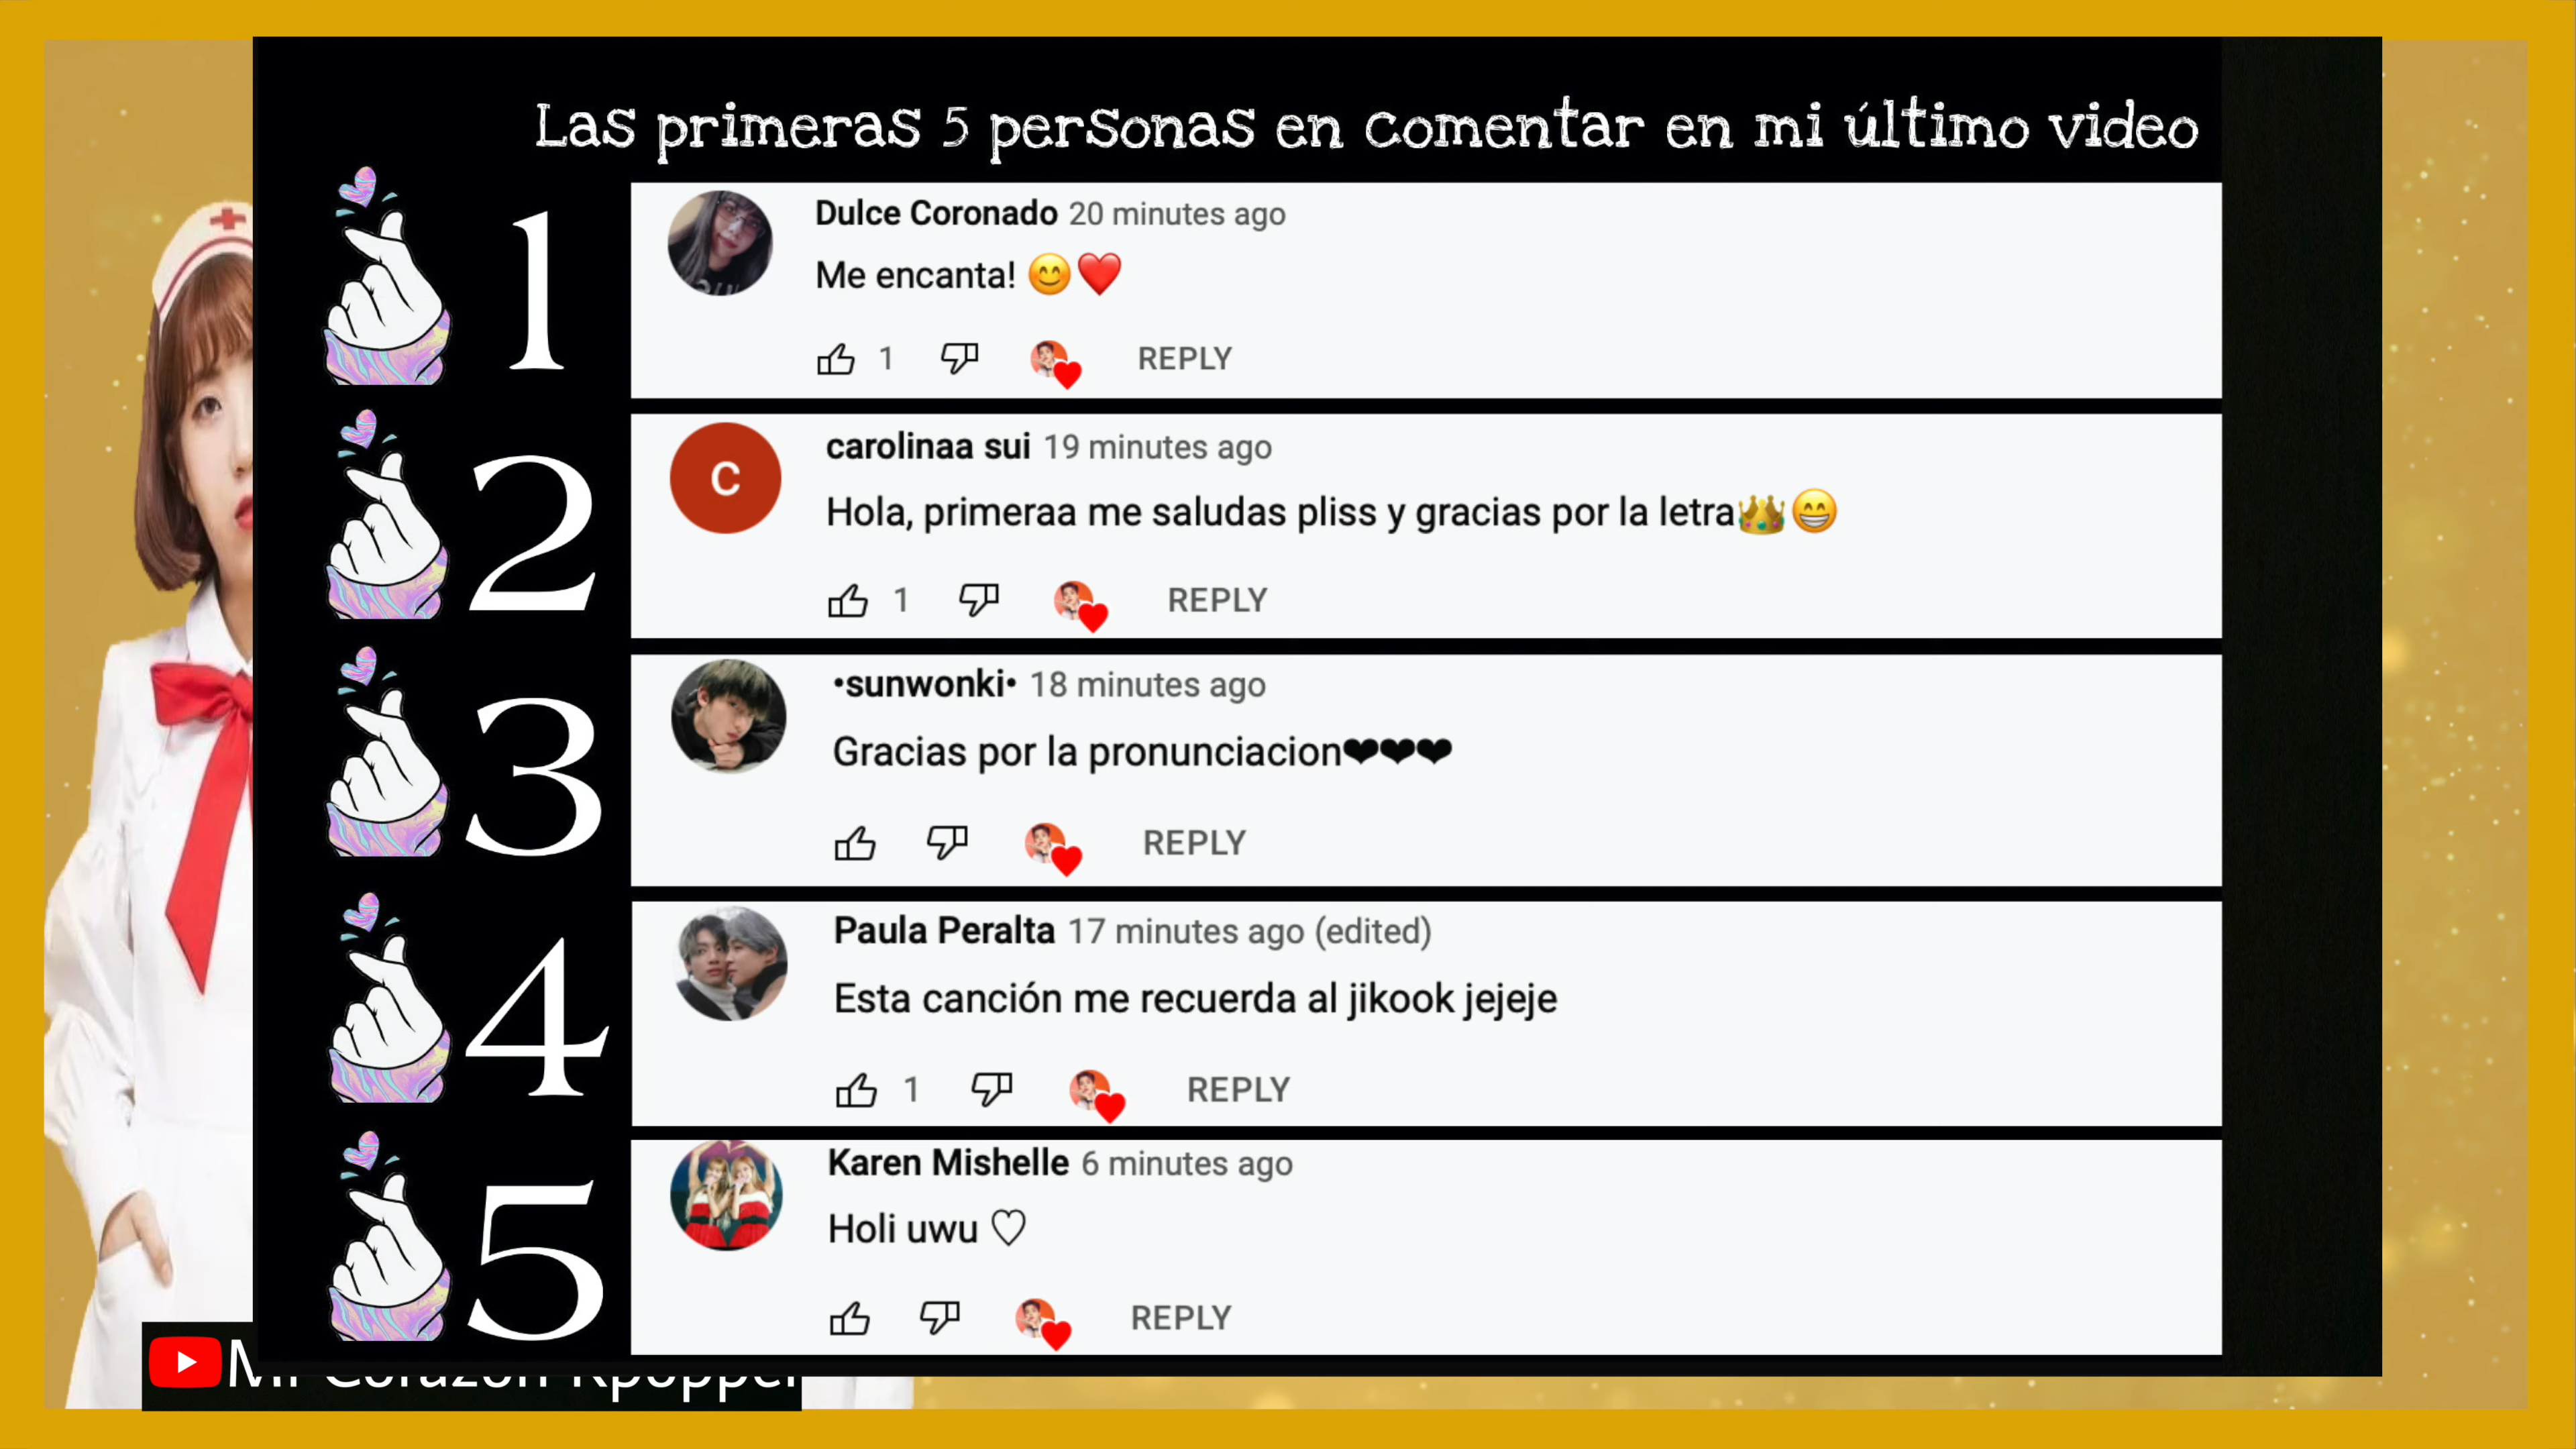 Las primeras 5 personas en comentar en mi último video
1
Dulce Coronado 20 minutes ago
Me encanta! 😊❤️
1 REPLY
2
C
carolinaa sui 19 minutes ago
Hola, primeraa me saludas pliss y gracias por la letra👑😁
1 REPLY
3
•sunwonki• 18 minutes ago
Gracias por la pronunciacion❤❤❤
REPLY
4
Paula Peralta 17 minutes ago (edited)
Esta canción me recuerda al jikook jejeje
1 REPLY
5
Karen Mishelle 6 minutes ago
Holi uwu ♡
REPLY
Mi Corazón Kpopper